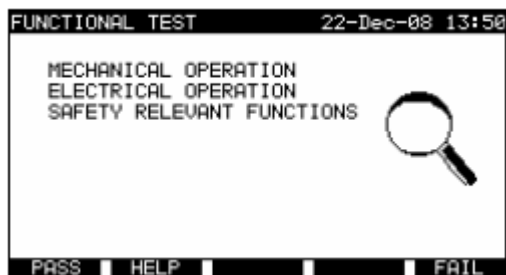 FUNCTIONAL TEST 22-Dec-08 13:50
MECHANICAL OPERATION
ELECTRICAL OPERATION
SAFETY RELEVANT FUNCTIONS
PASS HELP FAIL